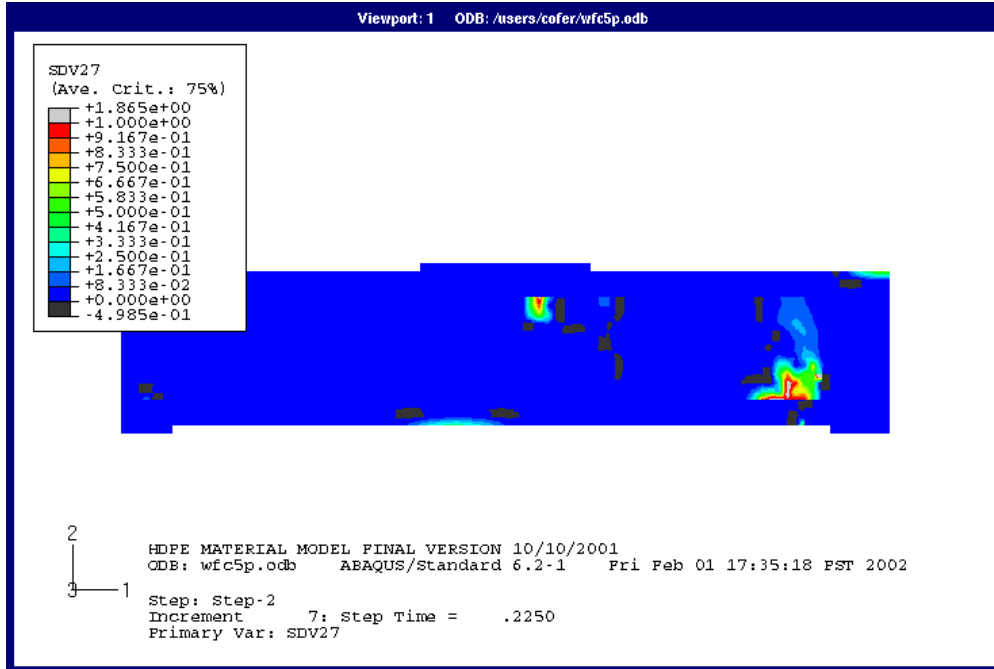 Viewport: 1 ODB: /users/cofer/wfc5p.odb
SDV27
(Ave. Crit.: 75%)
+1.865e+00
+1.000e+00
+9.167e-01
+8.333e-01
+7.500e-01
+6.667e-01
+5.833e-01
+5.000e-01
+4.167e-01
+3.333e-01
+2.500e-01
+1.667e-01
+8.333e-02
+0.000e+00
-4.985e-01
2
3 1
HDPE MATERIAL MODEL FINAL VERSION 10/10/2001
ODB: wfc5p.odb ABAQUS/Standard 6.2-1 Fri Feb 01 17:35:18 PST 2002
Step: Step-2
Increment 7: Step Time = .2250
Primary Var: SDV27